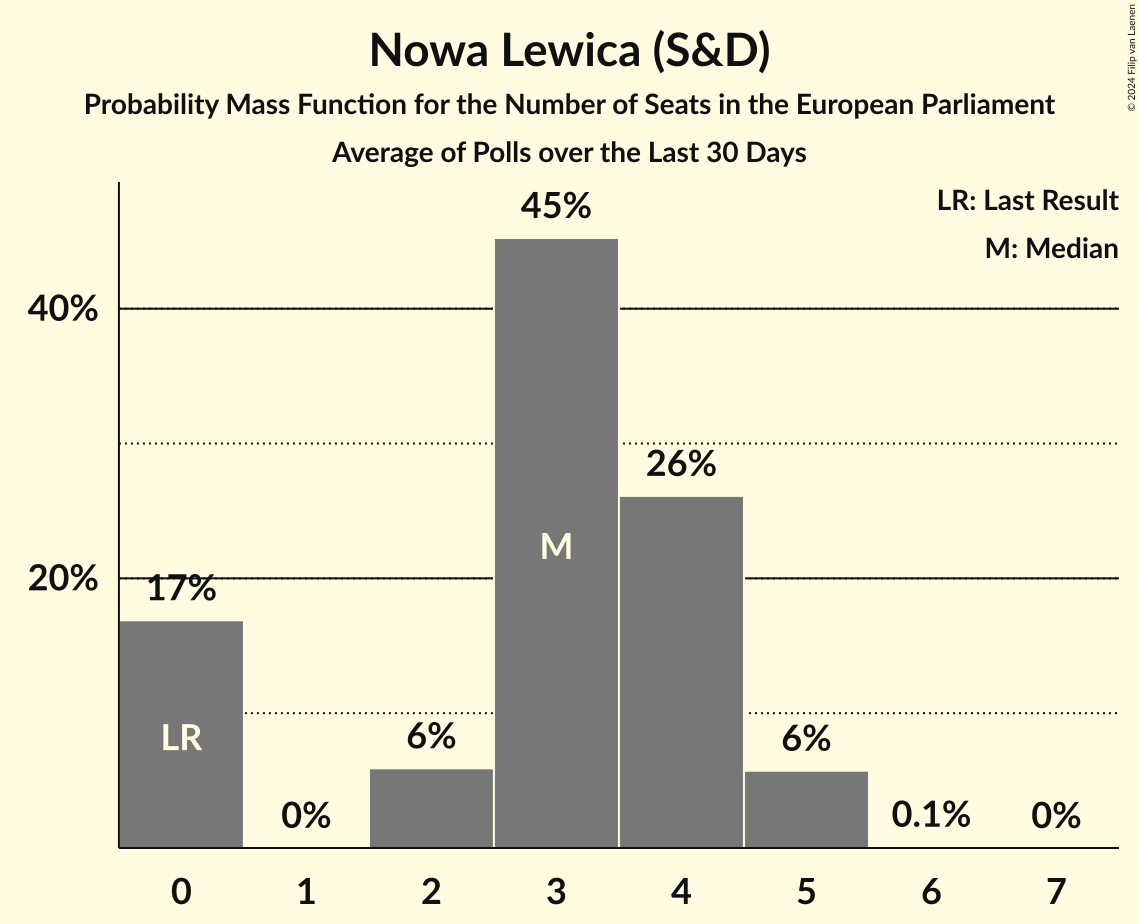 Nowa Lewica (S&D)
Probability Mass Function for the Number of Seats in the European Parliament
Average of Polls over the Last 30 Days
© 2024 Filip van Laenen
LR: Last Result
M: Median
45%
40%
26%
M
20%
17%
LR
6%
6%
0%
0.1%
0%
0 1 2 3 4 5 6 7